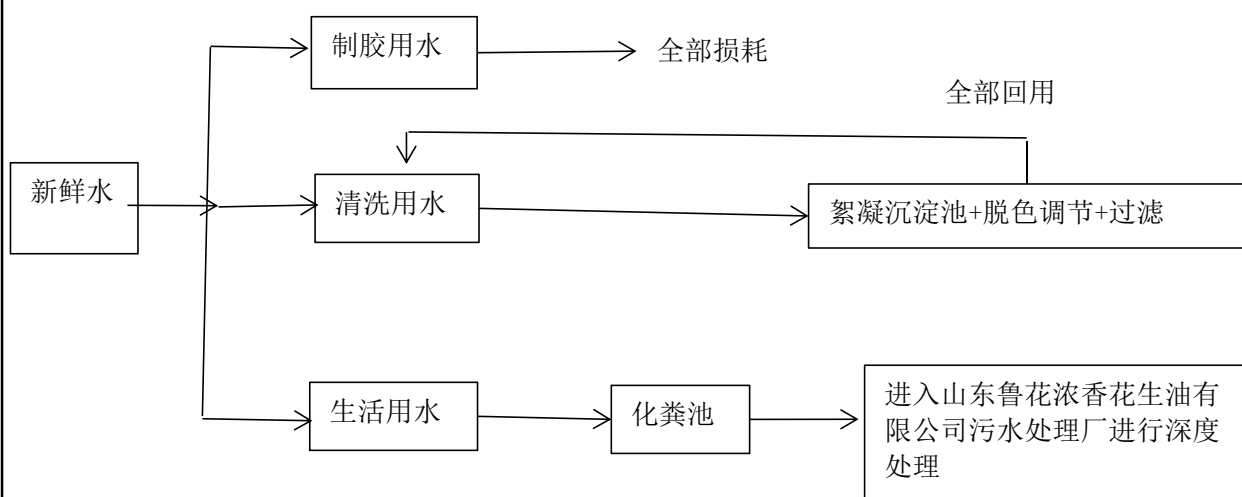 制胶用水
全部损耗
全部回用
新鲜水
清洗用水
絮凝沉淀池+脱色调节+过滤
生活用水
化粪池
进入山东鲁花浓香花生油有
限公司污水处理厂进行深度
处理